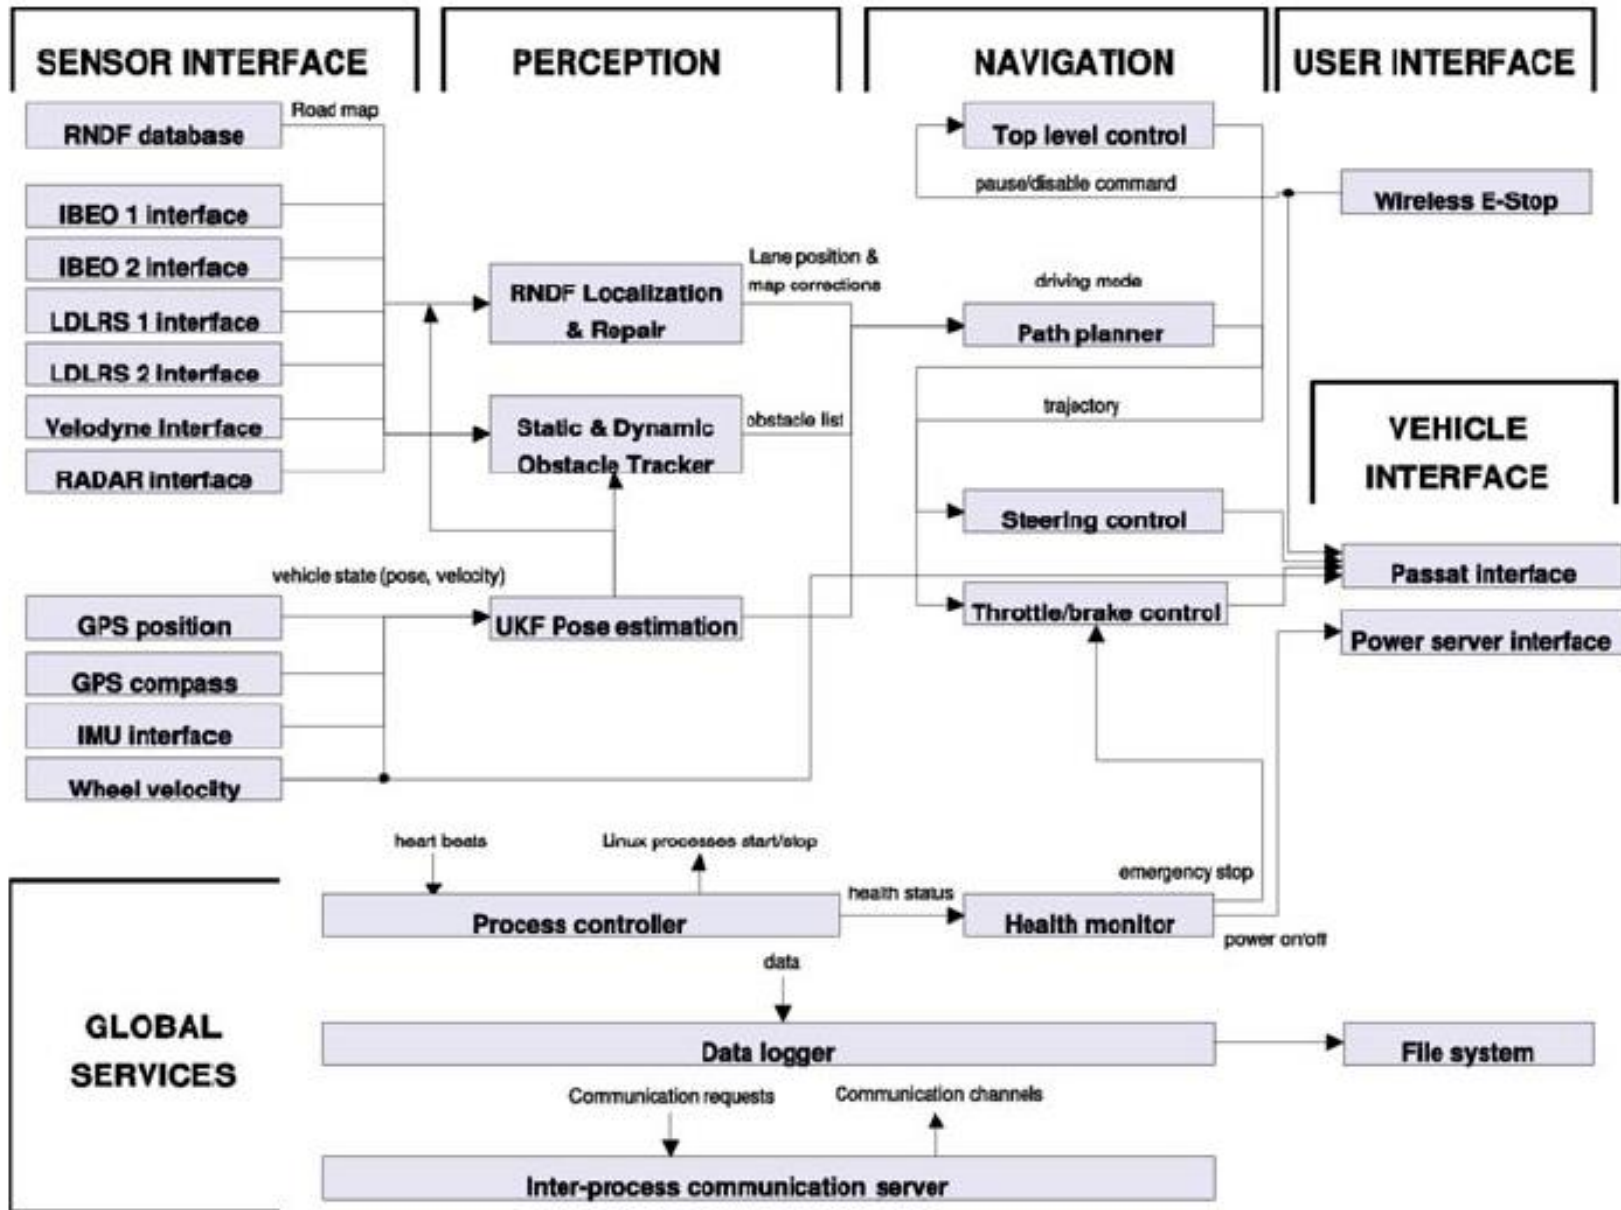 SENSOR INTERFACE
PERCEPTION
NAVIGATION
USER INTERFACE
RNDF database
Road map
IBEO 1 interface
IBEO 2 interface
LDLRS 1 interface
LDLRS 2 interface
Velodyne interface
RADAR interface
GPS position
GPS compass
IMU interface
Wheel velocity
vehicle state (pose, velocity)
RNDF Localization
& Repair
Static & Dynamic
Obstacle Tracker
UKF Pose estimation
Lane position &
map corrections
obstacle list
Top level control
pause/disable command
driving mode
Path planner
trajectory
Steering control
Throttle/brake control
Wireless E-Stop
VEHICLE
INTERFACE
Passat interface
Power server interface
GLOBAL
SERVICES
heart beats
Linux processes start/stop
Process controller
health status
emergency stop
Health monitor
power on/off
data
Data logger
File system
Communication requests
Communication channels
Inter-process communication server